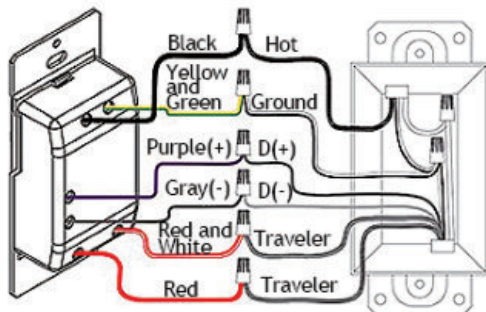 Black Hot
Yellow
and
Green Ground
Purple(+) D(+)
Gray(-) D(-)
Red and
White Traveler
Red Traveler